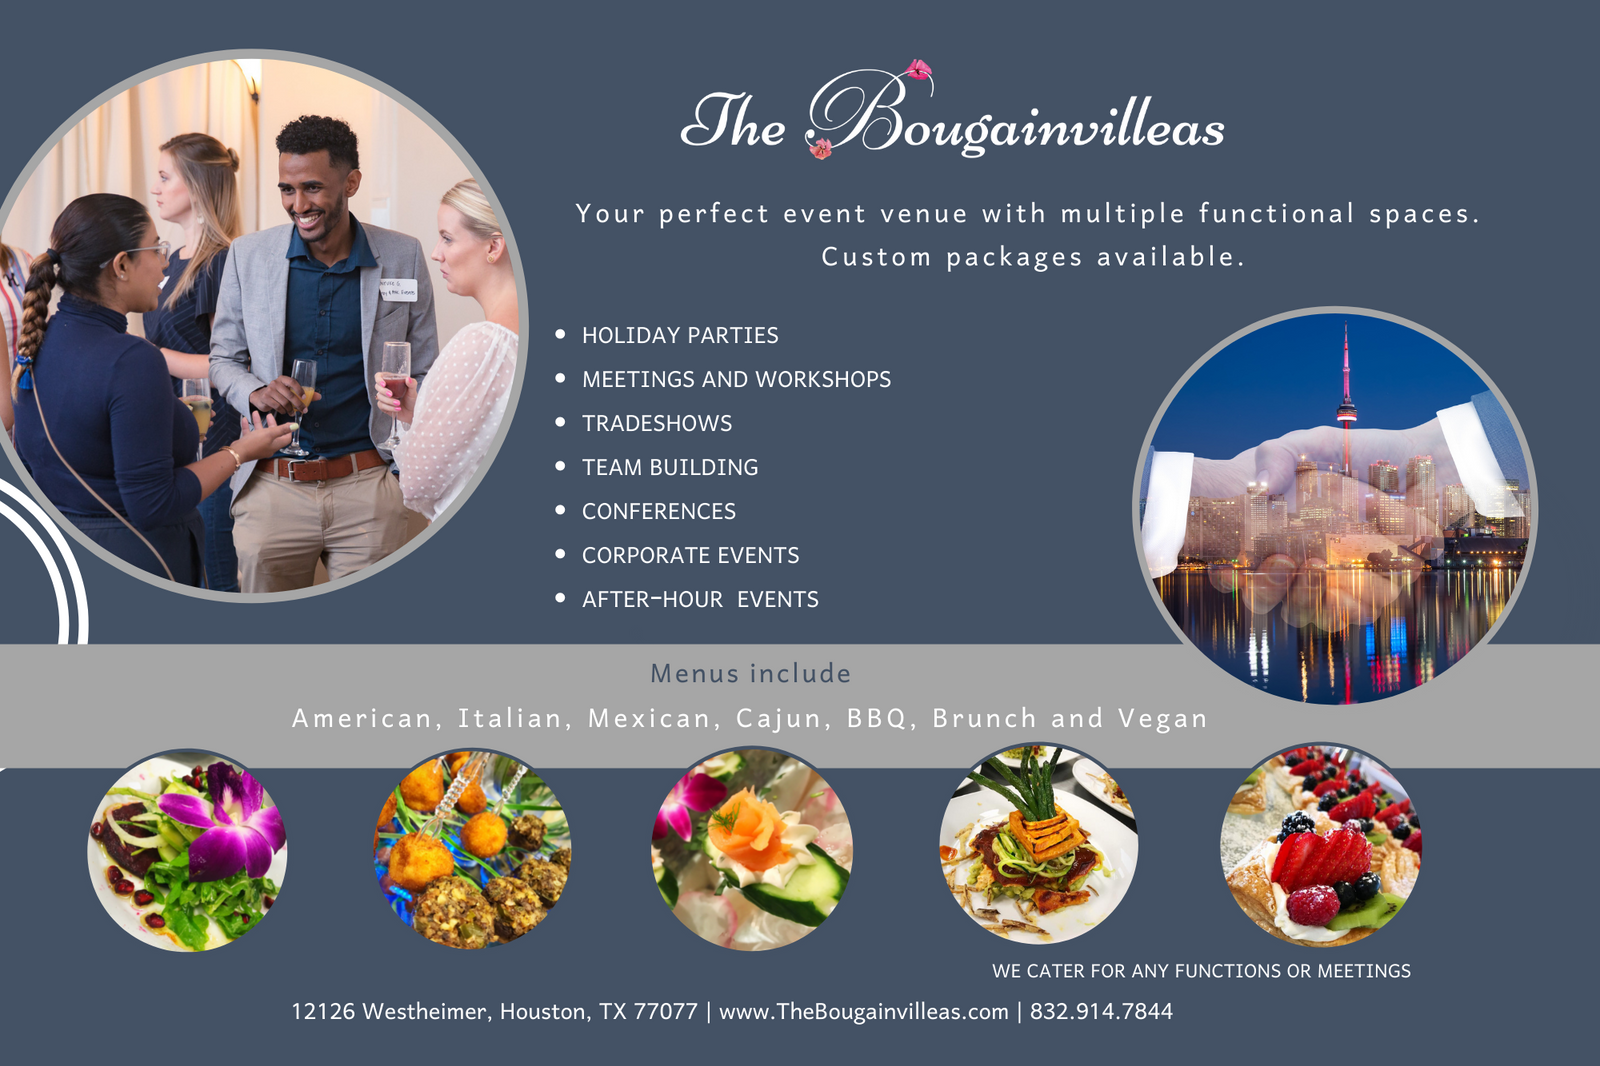 The Bougainvilleas
Your perfect event venue with multiple functional spaces.
Custom packages available.
• HOLIDAY PARTIES
• MEETINGS AND WORKSHOPS
• TRADESHOWS
• TEAM BUILDING
• CONFERENCES
• CORPORATE EVENTS
• AFTER-HOUR EVENTS
Menus include
American, Italian, Mexican, Cajun, BBQ, Brunch and Vegan
WE CATER FOR ANY FUNCTIONS OR MEETINGS
12126 Westheimer, Houston, TX 77077 | www.TheBougainvilleas.com | 832.914.7844